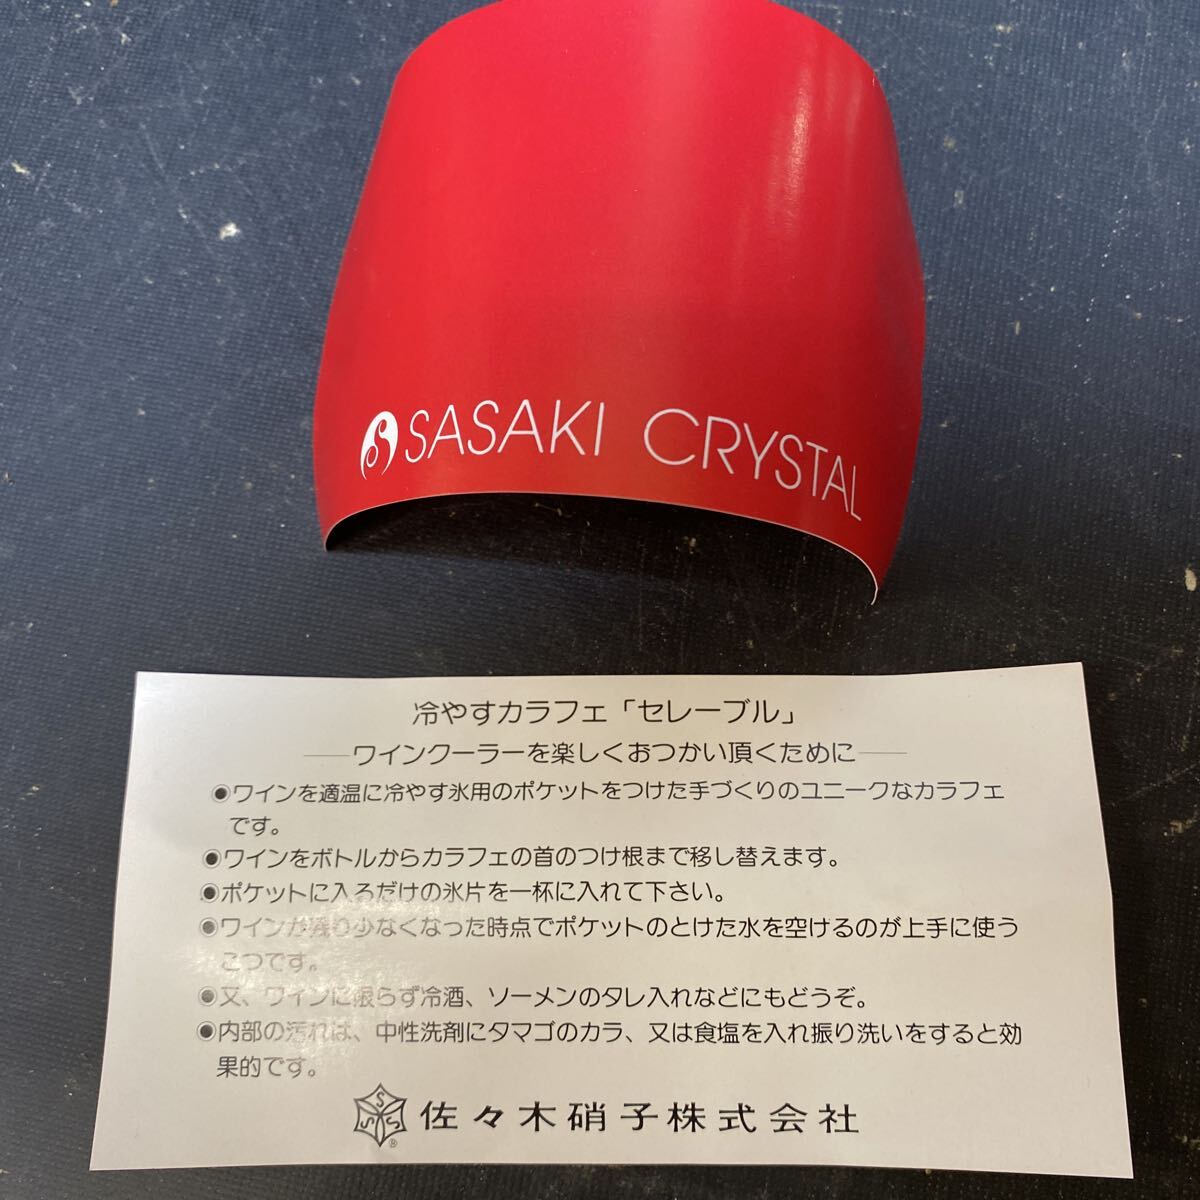 SASAKI CRYSTAL
冷やすカラフェ「セレーブル」
――ワインクーラーを楽しくおつかい頂くために――
◉ワインを適温に冷やす氷用のポケットをつけた手づくりのユニークなカラフェ
です。
◉ワインをボトルからカラフェの首のつけ根まで移し替えます。
◉ポケットに入るだけの氷片を一杯に入れて下さい。
◉ワインが残り少なくなった時点でポケットのとけた水を空けるのが上手に使う
こつです。
◉又、ワインに限らず冷酒、ソーメンのタレ入れなどにもどうぞ。
◉内部の汚れは、中性洗剤にタマゴのカラ、又は食塩を入れ振り洗いをすると効
果的です。
SSS® 佐々木硝子株式会社